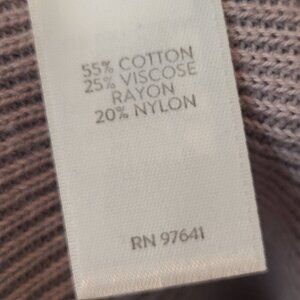 55% COTTON
25% VISCOSE
RAYON
20% NYLON
RN 97641